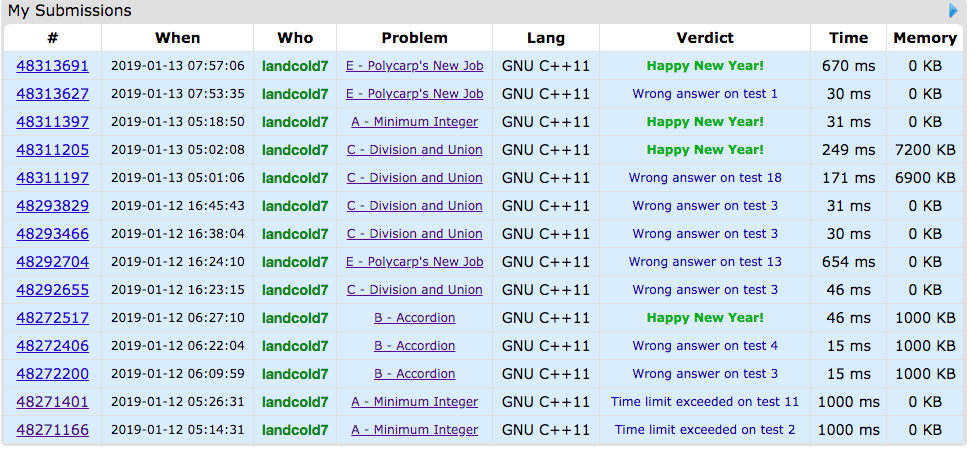 My Submissions
# When Who Problem Lang Verdict Time Memory
48313691 2019-01-13 07:57:06 landcold7 E - Polycarp's New Job GNU C++11 Happy New Year! 670 ms 0 KB
48313627 2019-01-13 07:53:35 landcold7 E - Polycarp's New Job GNU C++11 Wrong answer on test 1 30 ms 0 KB
48311397 2019-01-13 05:18:50 landcold7 A - Minimum Integer GNU C++11 Happy New Year! 31 ms 0 KB
48311205 2019-01-13 05:02:08 landcold7 C - Division and Union GNU C++11 Happy New Year! 249 ms 7200 KB
48311197 2019-01-13 05:01:06 landcold7 C - Division and Union GNU C++11 Wrong answer on test 18 171 ms 6900 KB
48293829 2019-01-12 16:45:43 landcold7 C - Division and Union GNU C++11 Wrong answer on test 3 31 ms 0 KB
48293466 2019-01-12 16:38:04 landcold7 C - Division and Union GNU C++11 Wrong answer on test 3 30 ms 0 KB
48292704 2019-01-12 16:24:10 landcold7 E - Polycarp's New Job GNU C++11 Wrong answer on test 13 654 ms 0 KB
48292655 2019-01-12 16:23:15 landcold7 C - Division and Union GNU C++11 Wrong answer on test 3 46 ms 0 KB
48272517 2019-01-12 06:27:10 landcold7 B - Accordion GNU C++11 Happy New Year! 46 ms 1000 KB
48272406 2019-01-12 06:22:04 landcold7 B - Accordion GNU C++11 Wrong answer on test 4 15 ms 1000 KB
48272200 2019-01-12 06:09:59 landcold7 B - Accordion GNU C++11 Wrong answer on test 3 15 ms 1000 KB
48271401 2019-01-12 05:26:31 landcold7 A - Minimum Integer GNU C++11 Time limit exceeded on test 11 1000 ms 0 KB
48271166 2019-01-12 05:14:31 landcold7 A - Minimum Integer GNU C++11 Time limit exceeded on test 2 1000 ms 0 KB